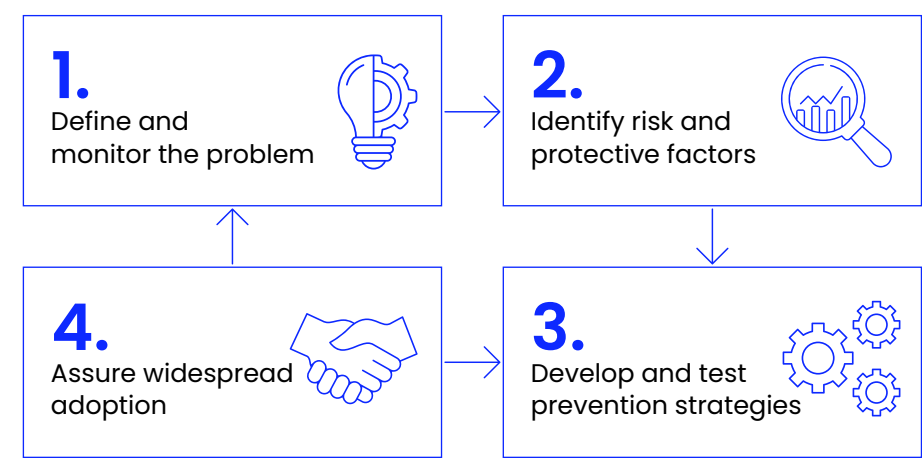 1.
Define and
monitor the problem
2.
Identify risk and
protective factors
3.
Develop and test
prevention strategies
4.
Assure widespread
adoption